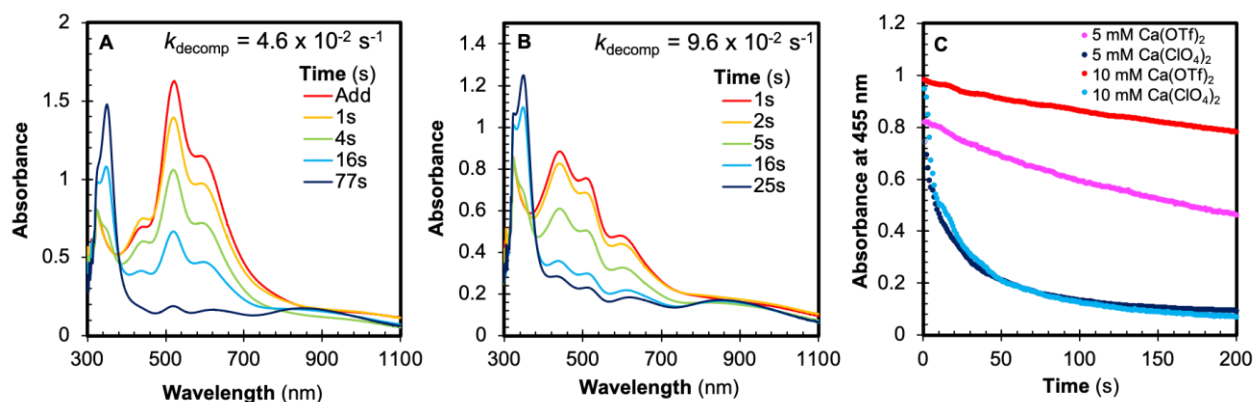 A
k_decomp = 4.6 x 10⁻² s⁻¹
Time (s)
Add
1s
4s
16s
77s
2
1.5
1
0.5
0
Absorbance
300 500 700 900 1100
Wavelength (nm)
B
k_decomp = 9.6 x 10⁻² s⁻¹
Time (s)
1s
2s
5s
16s
25s
1.4
1.2
1
0.8
0.6
0.4
0.2
0
Absorbance
300 500 700 900 1100
Wavelength (nm)
C
5 mM Ca(OTf)₂
5 mM Ca(ClO₄)₂
10 mM Ca(OTf)₂
10 mM Ca(ClO₄)₂
1.2
1
0.8
0.6
0.4
0.2
0
Absorbance at 455 nm
0 50 100 150 200
Time (s)